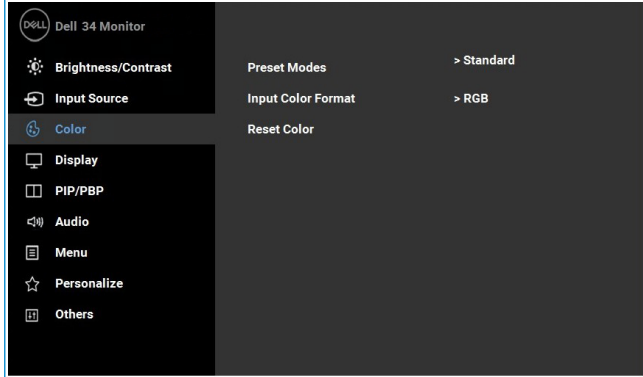 DELL Dell 34 Monitor
Brightness/Contrast
Input Source
Color
Display
PIP/PBP
Audio
Menu
Personalize
Others
Preset Modes > Standard
Input Color Format > RGB
Reset Color